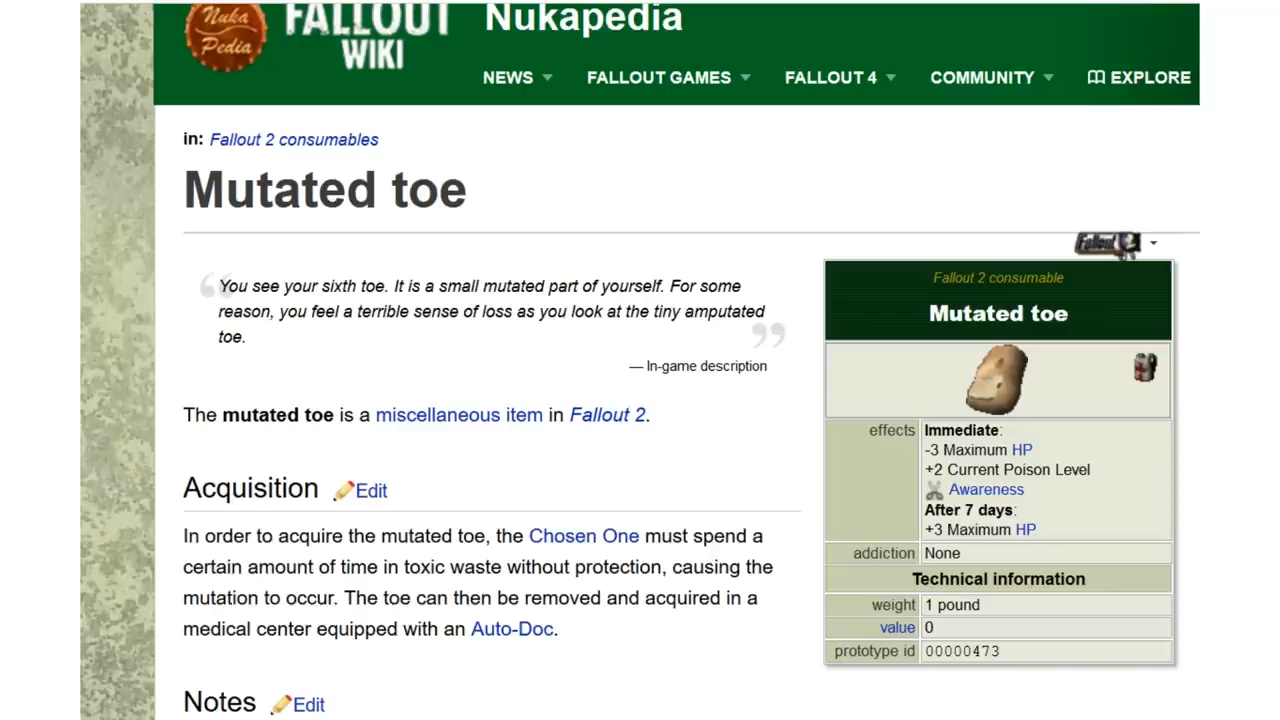 Nuka
Pedia
FALLOUT
WIKI
Nukapedia
NEWS
FALLOUT GAMES
FALLOUT 4
COMMUNITY
EXPLORE
in: Fallout 2 consumables
Mutated toe
Fallout 2
“You see your sixth toe. It is a small mutated part of yourself. For some
reason, you feel a terrible sense of loss as you look at the tiny amputated
toe.”
— In-game description
The mutated toe is a miscellaneous item in Fallout 2.
Acquisition Edit
In order to acquire the mutated toe, the Chosen One must spend a
certain amount of time in toxic waste without protection, causing the
mutation to occur. The toe can then be removed and acquired in a
medical center equipped with an Auto-Doc.
Notes Edit
Fallout 2 consumable
Mutated toe
effects Immediate:
-3 Maximum HP
+2 Current Poison Level
Awareness
After 7 days:
+3 Maximum HP
addiction None
Technical information
weight 1 pound
value 0
prototype id 00000473